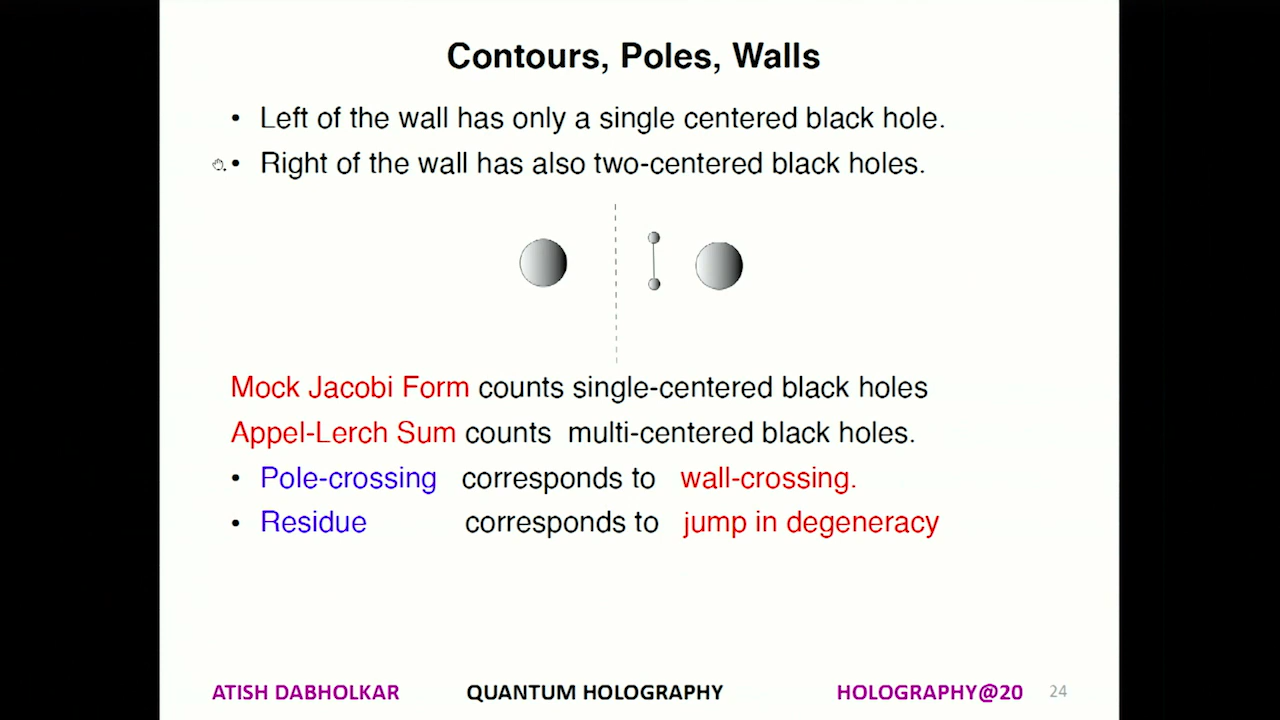 Contours, Poles, Walls
• Left of the wall has only a single centered black hole.
• Right of the wall has also two-centered black holes.
Mock Jacobi Form counts single-centered black holes
Appel-Lerch Sum counts multi-centered black holes.
• Pole-crossing corresponds to wall-crossing.
• Residue corresponds to jump in degeneracy
ATISH DABHOLKAR QUANTUM HOLOGRAPHY HOLOGRAPHY@20 24